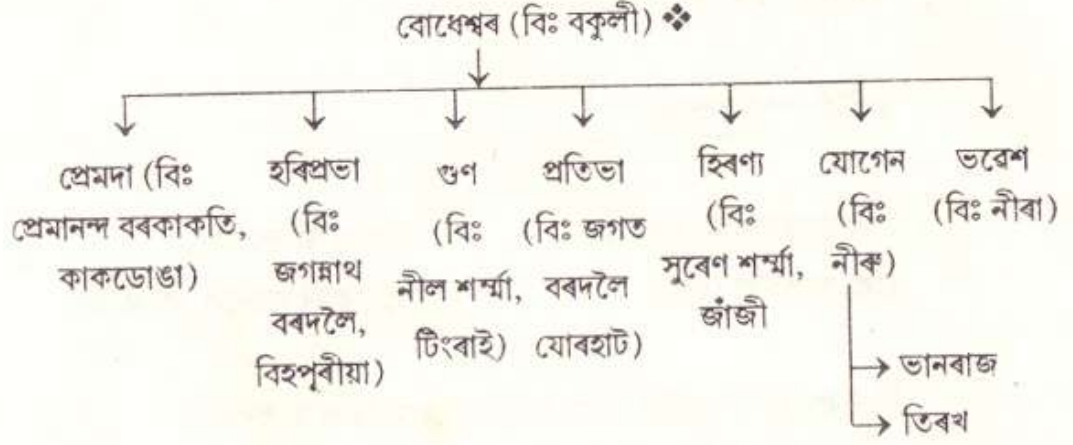 বোধেশ্বৰ (বিঃ বকুলী) ❖
প্ৰেমদা (বিঃ
প্ৰেমানন্দ বৰকাকতি,
কাকডোঙা)
হৰিপ্ৰভা
(বিঃ
জগন্নাথ
বৰদলৈ,
বিহপূৰীয়া)
গুণ
(বিঃ
নীল শৰ্ম্মা,
টিংৰাই)
প্ৰতিভা
(বিঃ জগত
বৰদলৈ
যোৰহাট)
হিৰণ্য
(বিঃ
সুৰেণ শৰ্ম্মা,
জাঁজী
যোগেন
(বিঃ
নীৰু)
ভৱেশ
(বিঃ নীৰা)
ভানৰাজ
তিৰথ